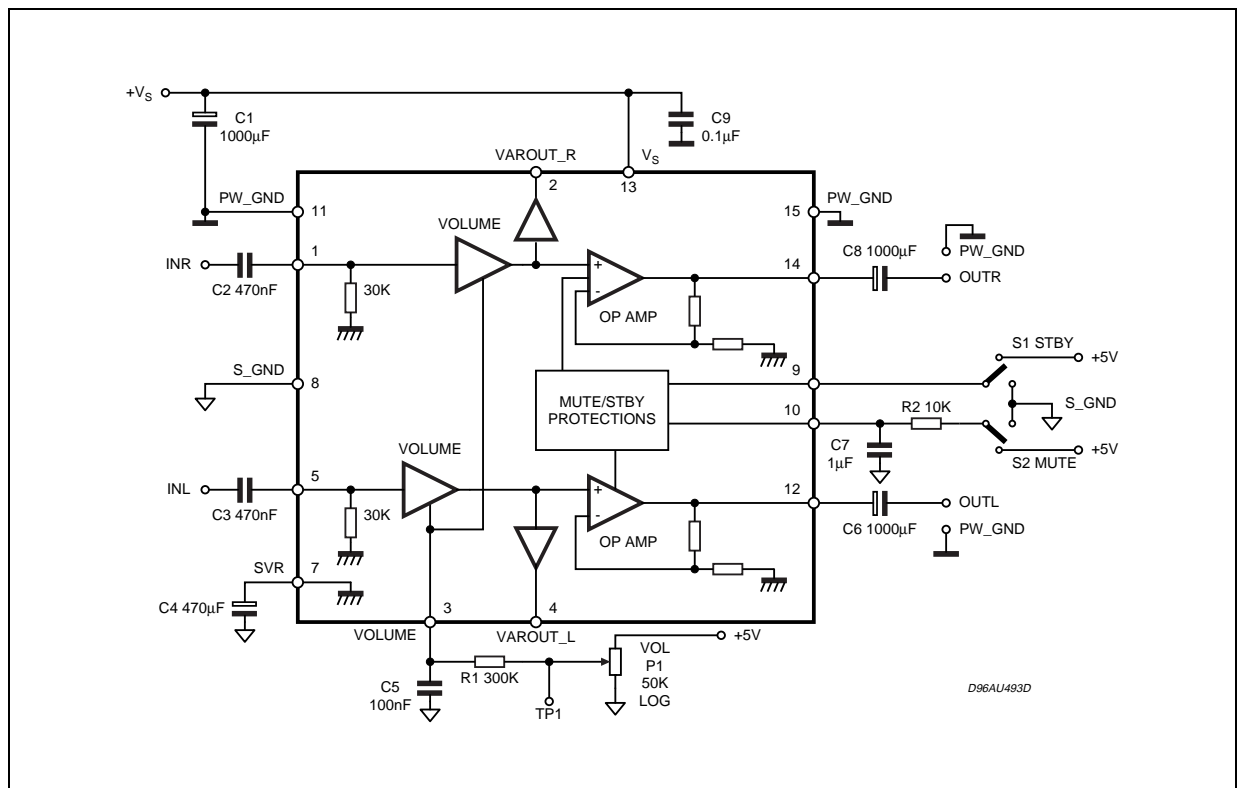 +VS
C1
1000μF
C9
0.1μF
VAROUT_R
VS
2
13
PW_GND
11
15
PW_GND
VOLUME
1
INR
C2 470nF
30K
+
-
OP AMP
14
C8 1000μF
PW_GND
OUTR
S1 STBY
+5V
S_GND
8
9
MUTE/STBY
PROTECTIONS
10
R2 10K
S_GND
C7
1μF
S2 MUTE
+5V
VOLUME
5
INL
C3 470nF
30K
+
-
OP AMP
12
OUTL
C6 1000μF
PW_GND
SVR
7
C4 470μF
3
4
VOLUME
VAROUT_L
+5V
VOL
P1
50K
LOG
R1 300K
C5
100nF
TP1
D96AU493D